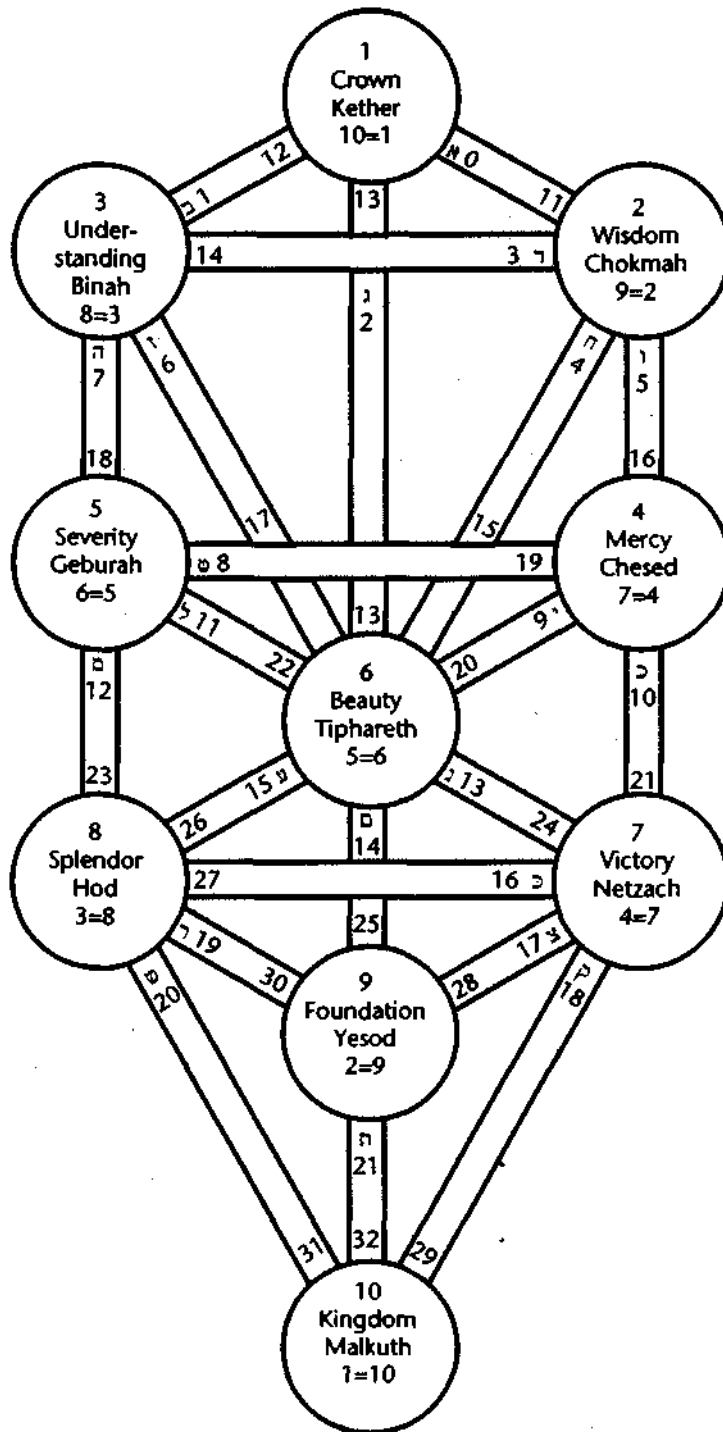 1
Crown
Kether
10=1
12
1 ב
א 0
11
13
3
Under-
standing
Binah
8=3
2
Wisdom
Chokmah
9=2
14
3 ד
ג
2
ו
6
ה
4
ה
7
ו
5
18
17
15
16
5
Severity
Geburah
6=5
4
Mercy
Chesed
7=4
8
19
13
ל 11
22
9 י
20
6
Beauty
Tiphareth
5=6
12
כ
10
23
15 ע
26
13
24
21
14
8
Splendor
Hod
3=8
7
Victory
Netzach
4=7
27
16
25
ר 19
30
17 צ
28
20
ק
18
9
Foundation
Yesod
2=9
ת
21
31
32
29
10
Kingdom
Malkuth
1=10